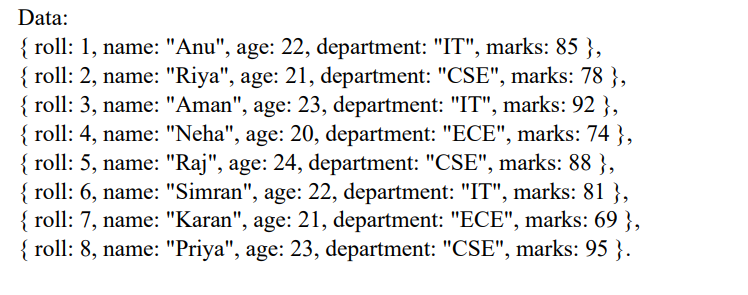 Data:
{ roll: 1, name: "Anu", age: 22, department: "IT", marks: 85 },
{ roll: 2, name: "Riya", age: 21, department: "CSE", marks: 78 },
{ roll: 3, name: "Aman", age: 23, department: "IT", marks: 92 },
{ roll: 4, name: "Neha", age: 20, department: "ECE", marks: 74 },
{ roll: 5, name: "Raj", age: 24, department: "CSE", marks: 88 },
{ roll: 6, name: "Simran", age: 22, department: "IT", marks: 81 },
{ roll: 7, name: "Karan", age: 21, department: "ECE", marks: 69 },
{ roll: 8, name: "Priya", age: 23, department: "CSE", marks: 95 }.